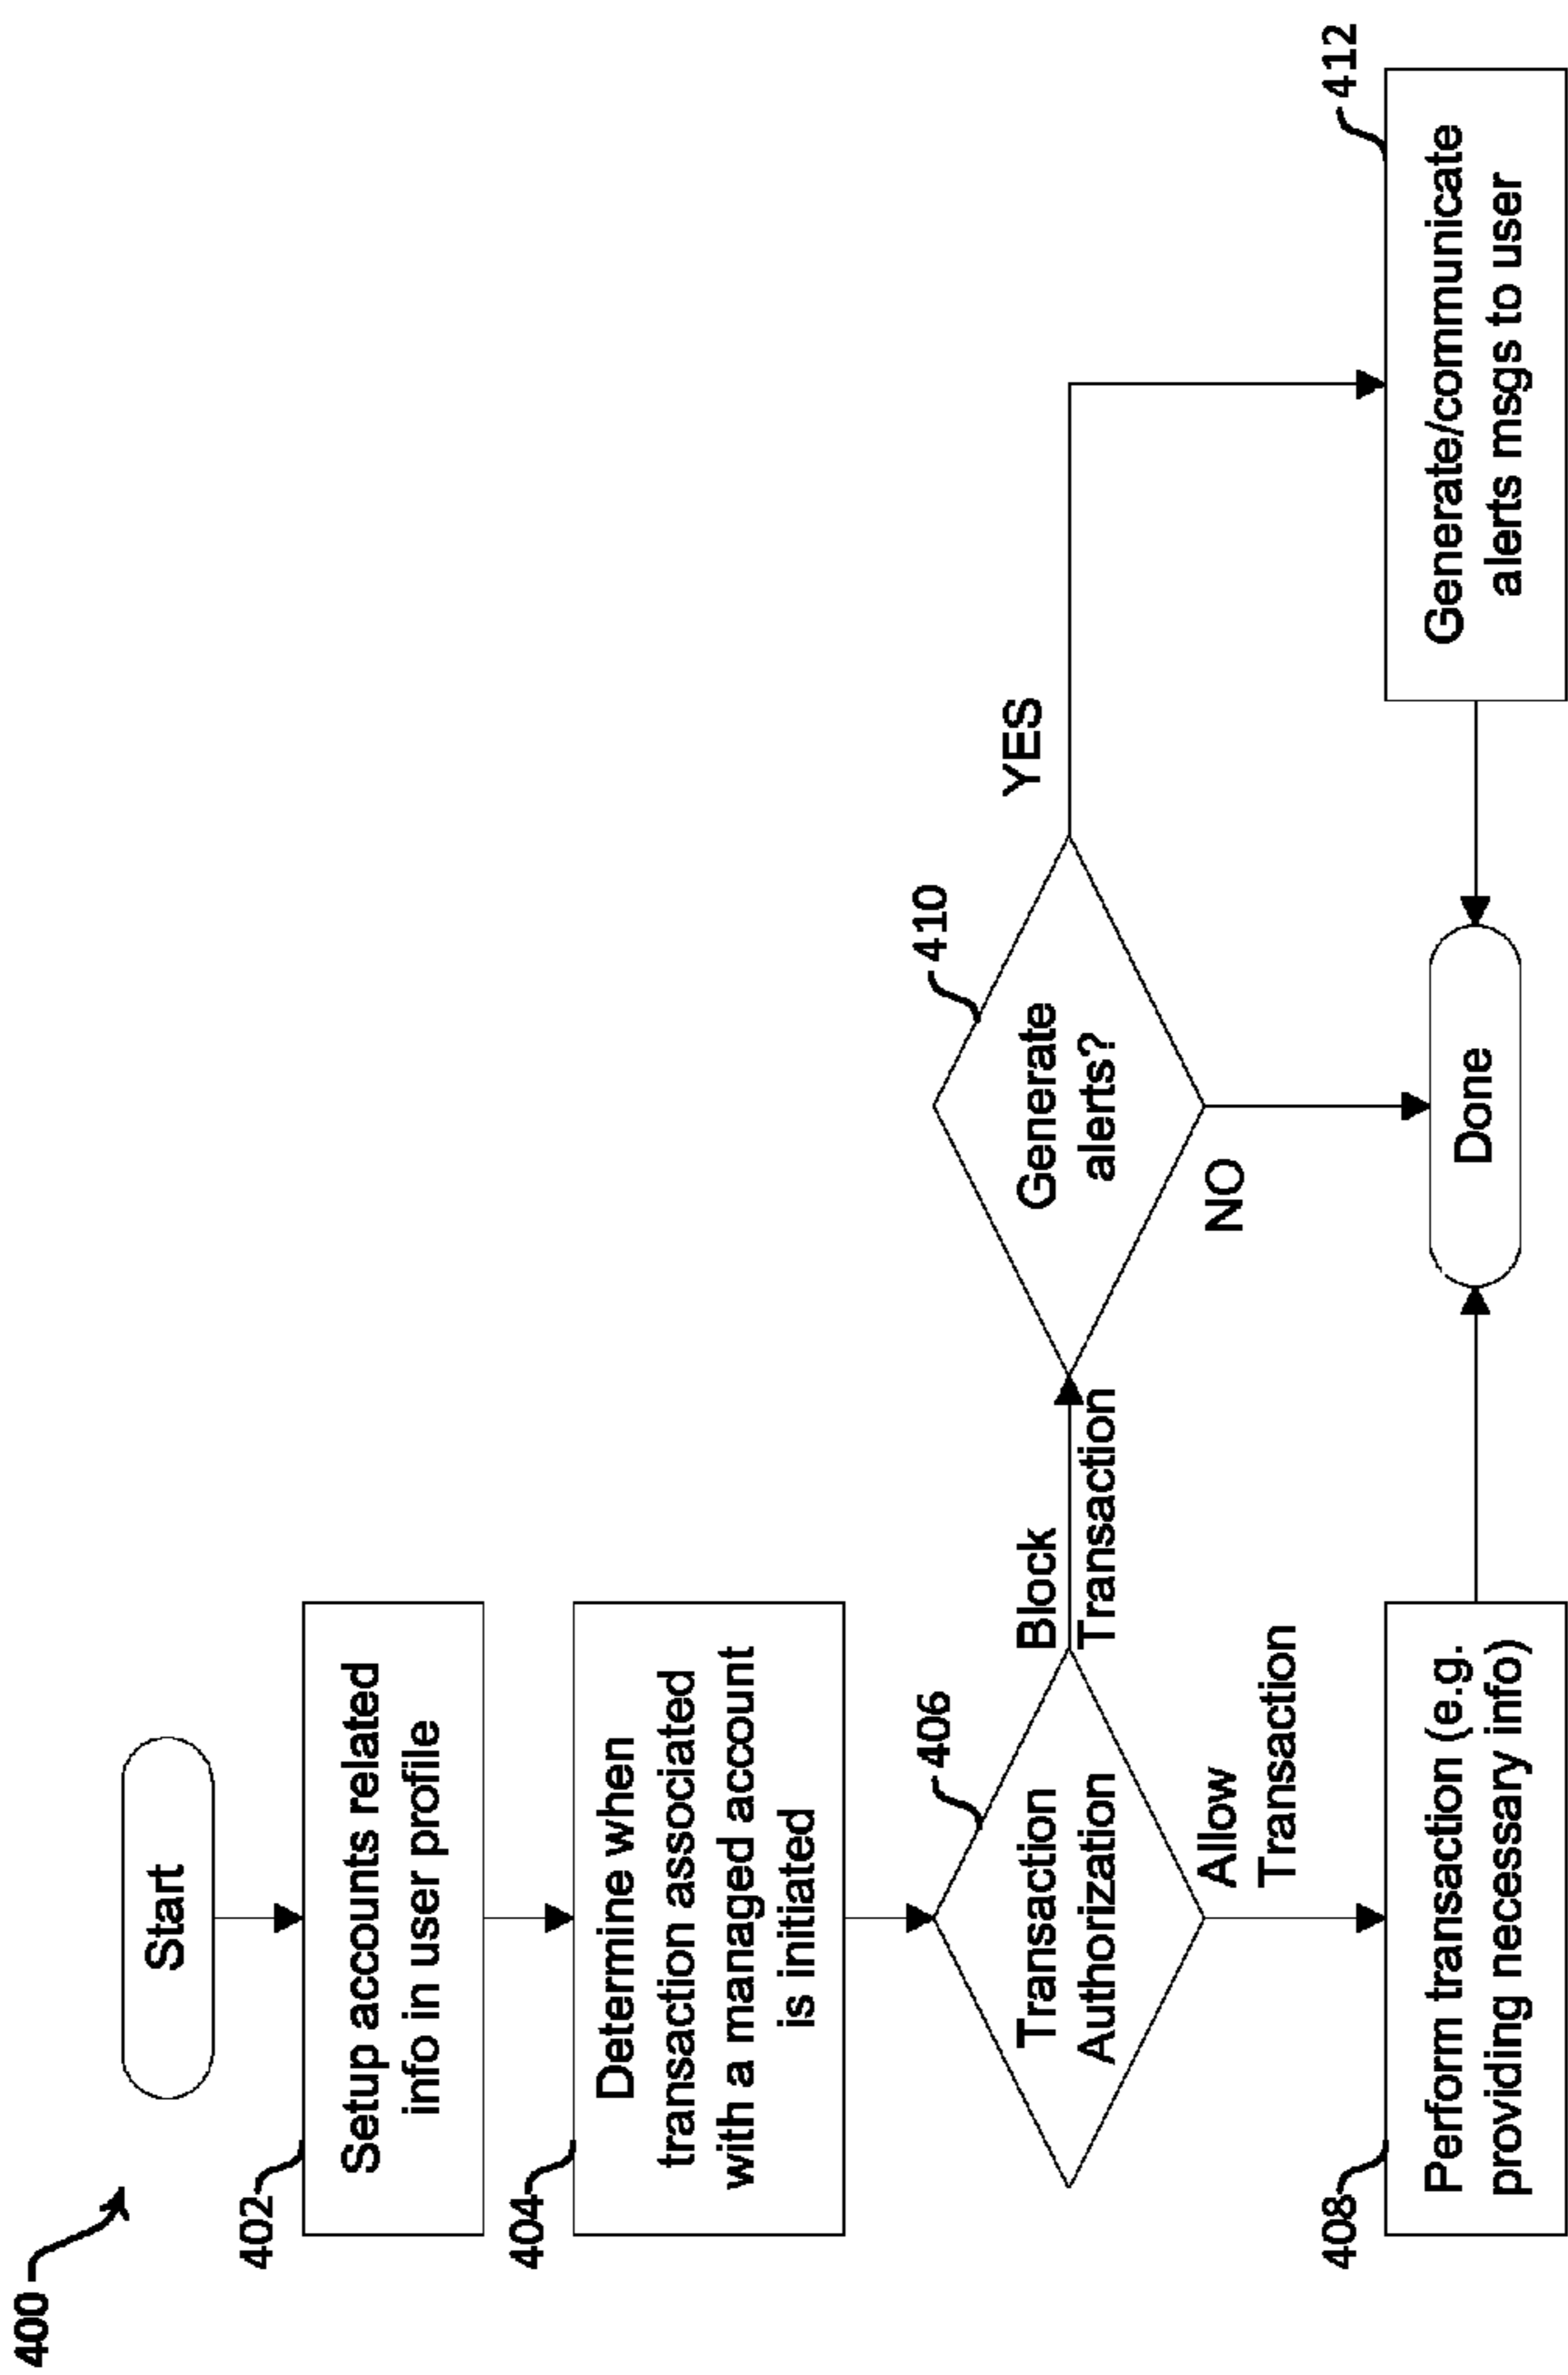 400
Start
402
Setup accounts related
info in user profile
404
Determine when
transaction associated
with a managed account
is initiated
406
Transaction
Authorization
Block
Transaction
410
Generate
alerts?
YES
NO
Allow
Transaction
408
Perform transaction (e.g.
providing necessary info)
Done
412
Generate/communicate
alerts msgs to user